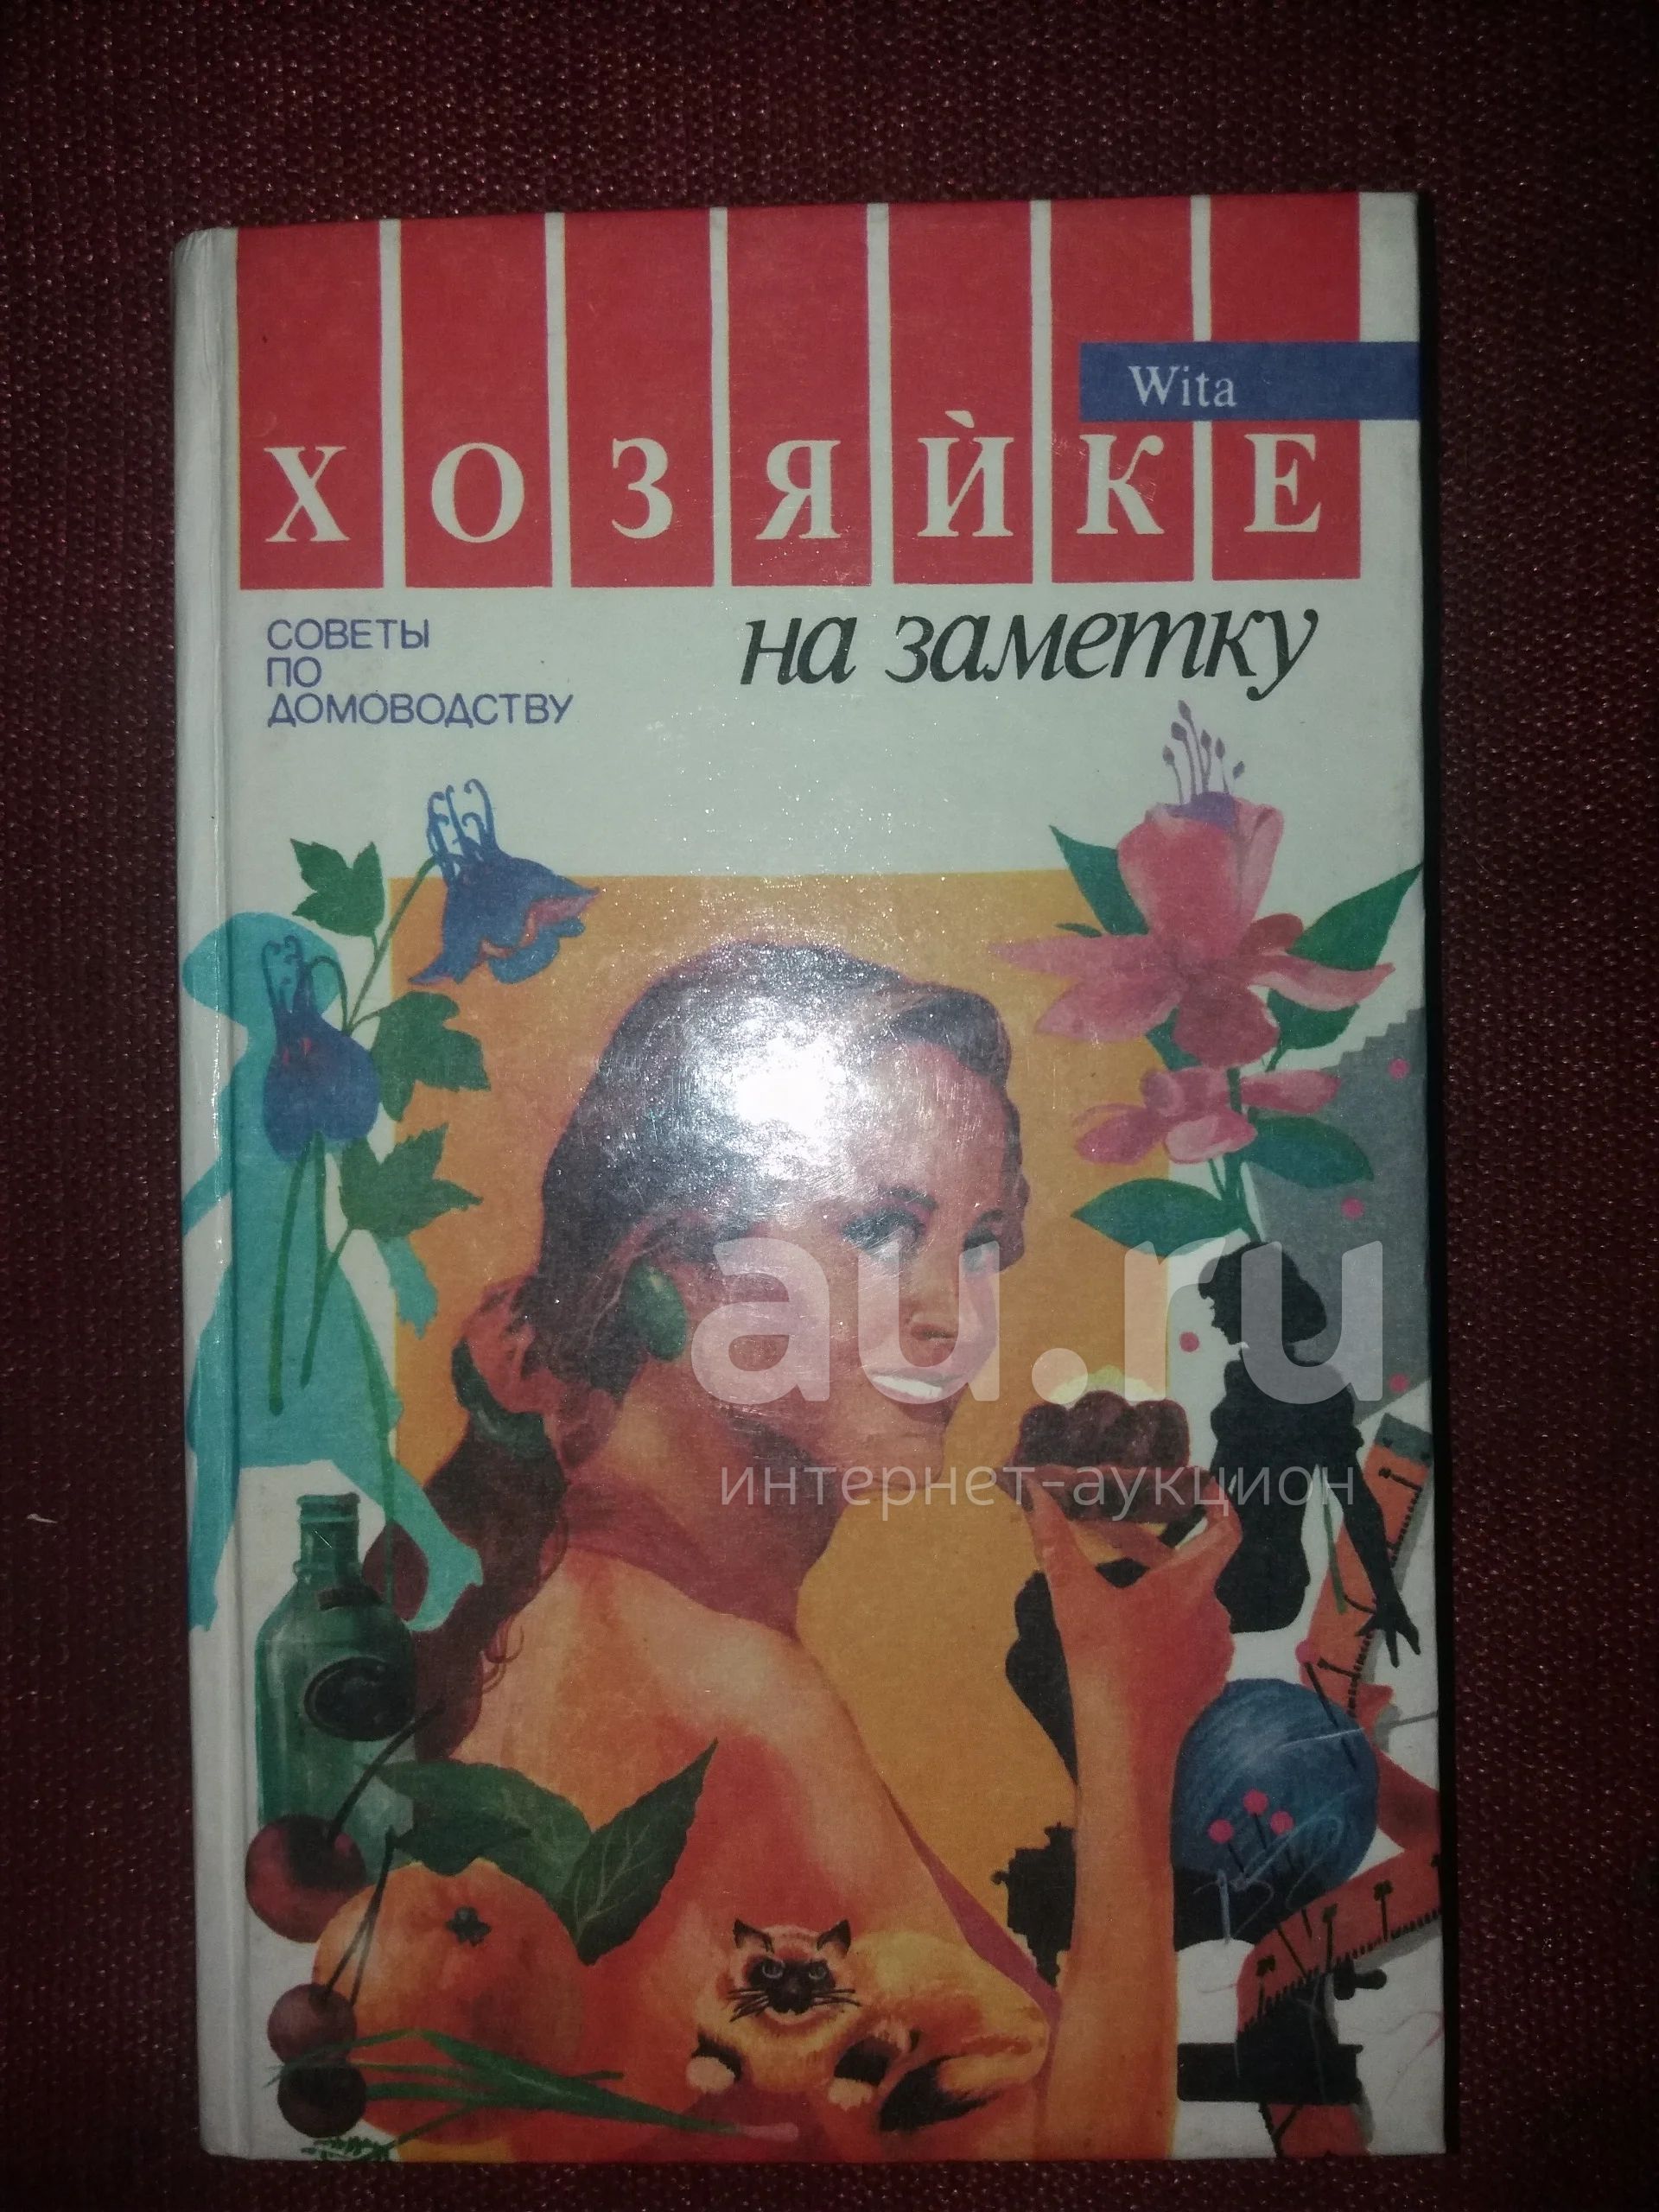 Wita
ХОЗЯЙКЕ
на заметку
СОВЕТЫ
ПО
ДОМОВОДСТВУ
au.ru
интернет-аукцион